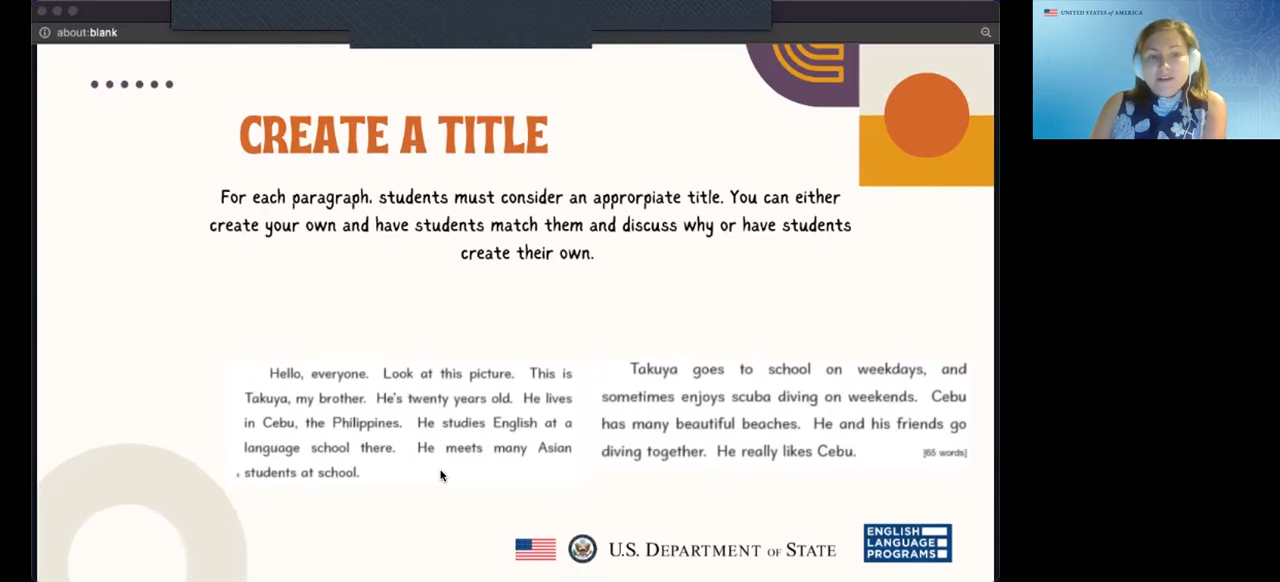 about:blank
UNITED STATES of AMERICA
CREATE A TITLE
For each paragraph. students must consider an approrpiate title. You can either
create your own and have students match them and discuss why or have students
create their own.
Hello, everyone. Look at this picture. This is
Takuya, my brother. He's twenty years old. He lives
in Cebu, the Philippines. He studies English at a
language school there. He meets many Asian
students at school.
Takuya goes to school on weekdays, and
sometimes enjoys scuba diving on weekends. Cebu
has many beautiful beaches. He and his friends go
diving together. He really likes Cebu.
[65 words]
U.S. DEPARTMENT OF STATE
ENGLISH
LANGUAGE
PROGRAMS